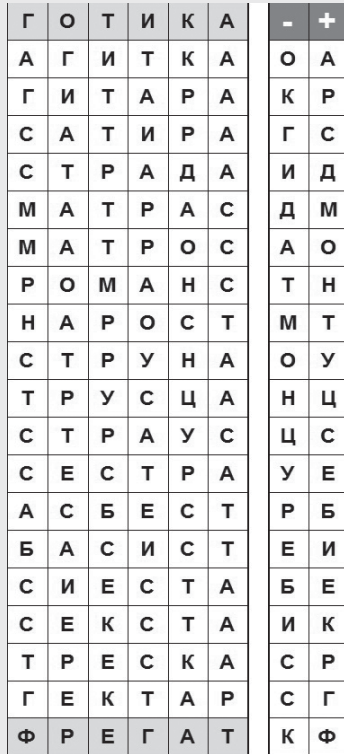 Г О Т И К А - +
А Г И Т К А О А
Г И Т А Р А К Р
С А Т И Р А Г С
С Т Р А Д А И Д
М А Т Р А С Д М
М А Т Р О С А О
Р О М А Н С Т Н
Н А Р О С Т М Т
С Т Р У Н А О У
Т Р У С Ц А Н Ц
С Т Р А У С Ц С
С Е С Т Р А У Е
А С Б Е С Т Р Б
Б А С И С Т Е И
С И Е С Т А Б Е
С Е К С Т А И К
Т Р Е С К А С Р
Г Е К Т А Р С Г
Ф Р Е Г А Т К Ф